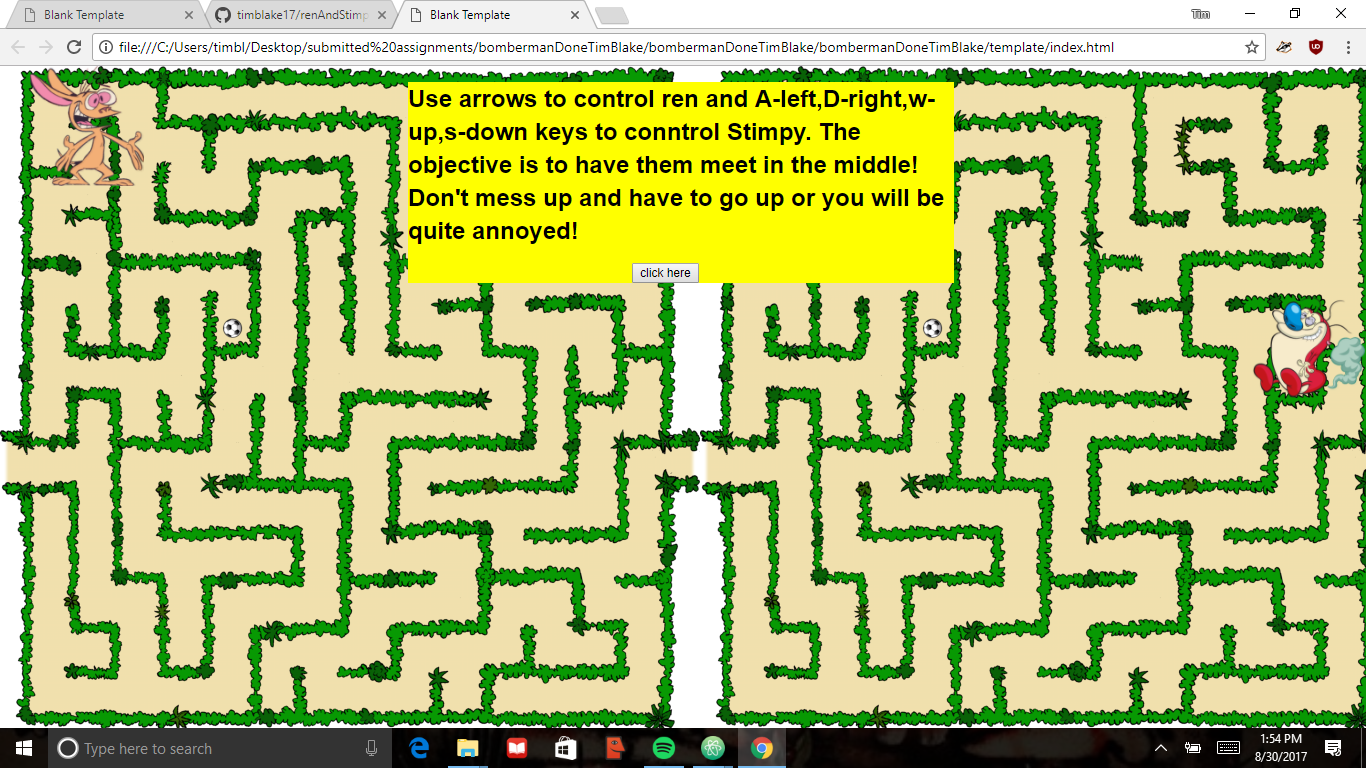 Blank Template
timblake17/renAndStimp
Blank Template
Tim
file:///C:/Users/timbl/Desktop/submitted%20assignments/bombermanDoneTimBlake/bombermanDoneTimBlake/bombermanDoneTimBlake/template/index.html
Use arrows to control ren and A-left,D-right,w-
up,s-down keys to conntrol Stimpy. The
objective is to have them meet in the middle!
Don't mess up and have to go up or you will be
quite annoyed!
click here
Type here to search
1:54 PM
8/30/2017